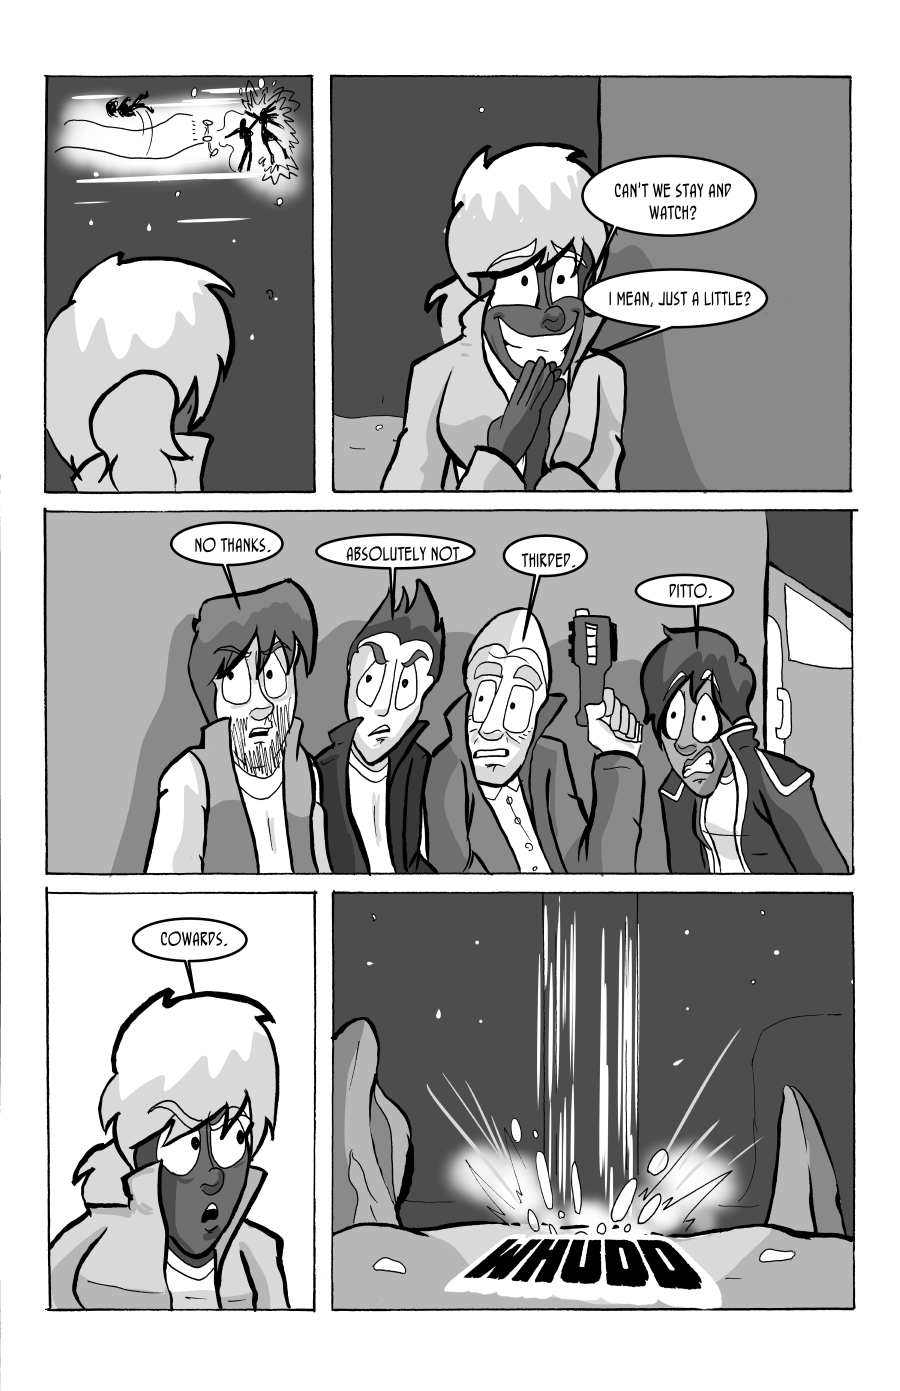 CAN'T WE STAY AND
WATCH?
I MEAN, JUST A LITTLE?
NO THANKS.
ABSOLUTELY NOT
THIRDED.
DITTO.
COWARDS.
WHUDD